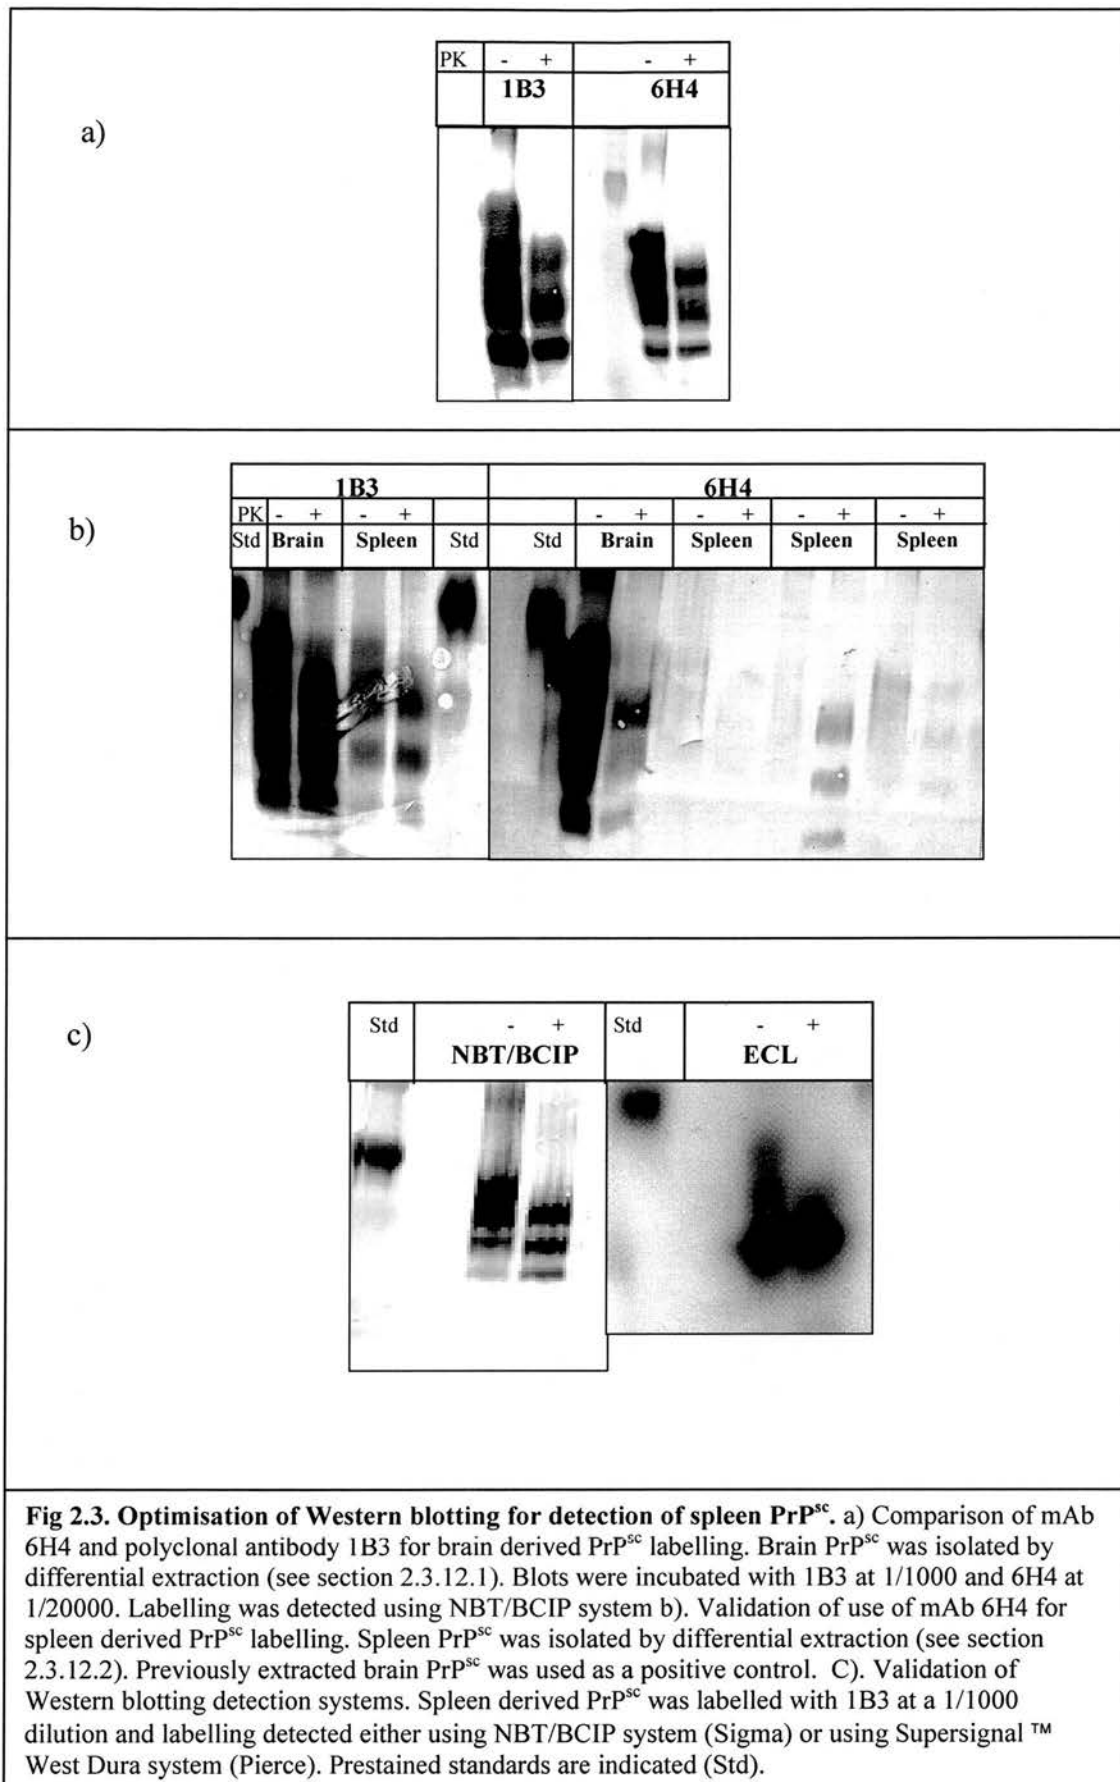 a)
PK - + - +
1B3 6H4
b)
1B3 6H4
PK - + - + - + - + - + - +
Std Brain Spleen Std Std Brain Spleen Spleen Spleen
c)
Std - + Std - +
NBT/BCIP ECL
Fig 2.3. Optimisation of Western blotting for detection of spleen PrPsc. a) Comparison of mAb
6H4 and polyclonal antibody 1B3 for brain derived PrPsc labelling. Brain PrPsc was isolated by
differential extraction (see section 2.3.12.1). Blots were incubated with 1B3 at 1/1000 and 6H4 at
1/20000. Labelling was detected using NBT/BCIP system b). Validation of use of mAb 6H4 for
spleen derived PrPsc labelling. Spleen PrPsc was isolated by differential extraction (see section
2.3.12.2). Previously extracted brain PrPsc was used as a positive control. C). Validation of
Western blotting detection systems. Spleen derived PrPsc was labelled with 1B3 at a 1/1000
dilution and labelling detected either using NBT/BCIP system (Sigma) or using Supersignal ™
West Dura system (Pierce). Prestained standards are indicated (Std).